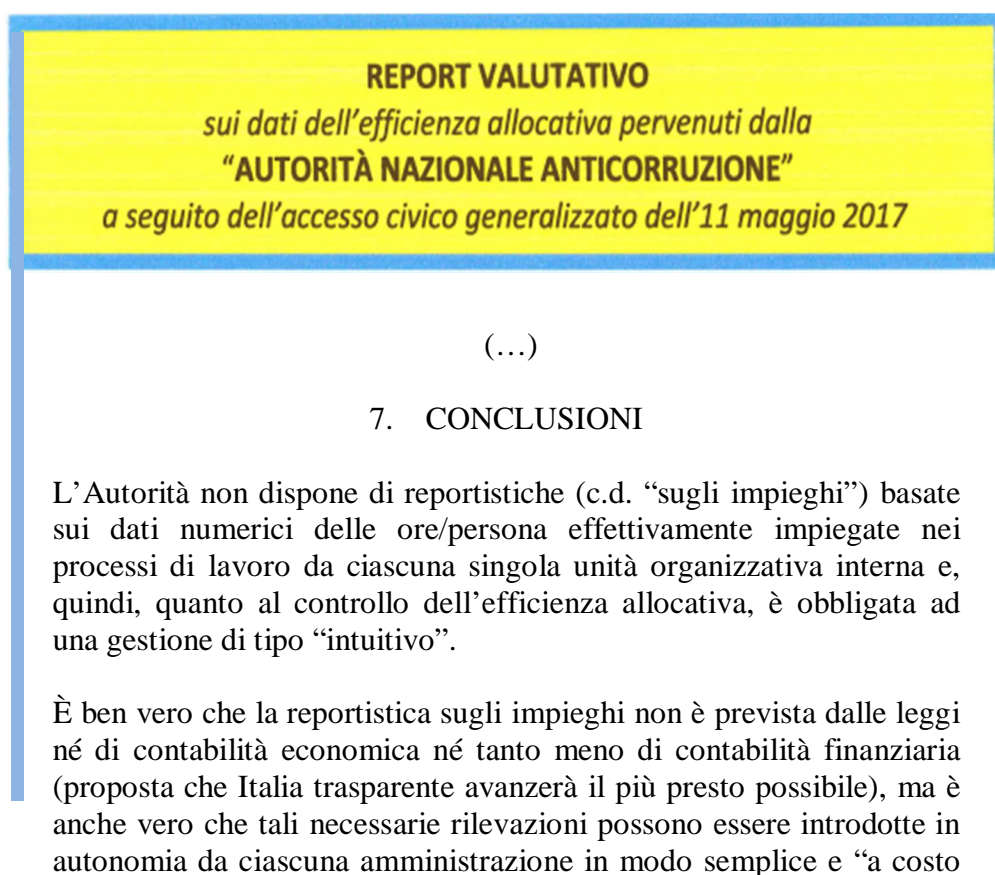 REPORT VALUTATIVO
sui dati dell’efficienza allocativa pervenuti dalla
“AUTORITÀ NAZIONALE ANTICORRUZIONE”
a seguito dell’accesso civico generalizzato dell’11 maggio 2017
(…)
7. CONCLUSIONI
L’Autorità non dispone di reportistiche (c.d. “sugli impieghi”) basate
sui dati numerici delle ore/persona effettivamente impiegate nei
processi di lavoro da ciascuna singola unità organizzativa interna e,
quindi, quanto al controllo dell’efficienza allocativa, è obbligata ad
una gestione di tipo “intuitivo”.
È ben vero che la reportistica sugli impieghi non è prevista dalle leggi
né di contabilità economica né tanto meno di contabilità finanziaria
(proposta che Italia trasparente avanzerà il più presto possibile), ma è
anche vero che tali necessarie rilevazioni possono essere introdotte in
autonomia da ciascuna amministrazione in modo semplice e “a costo